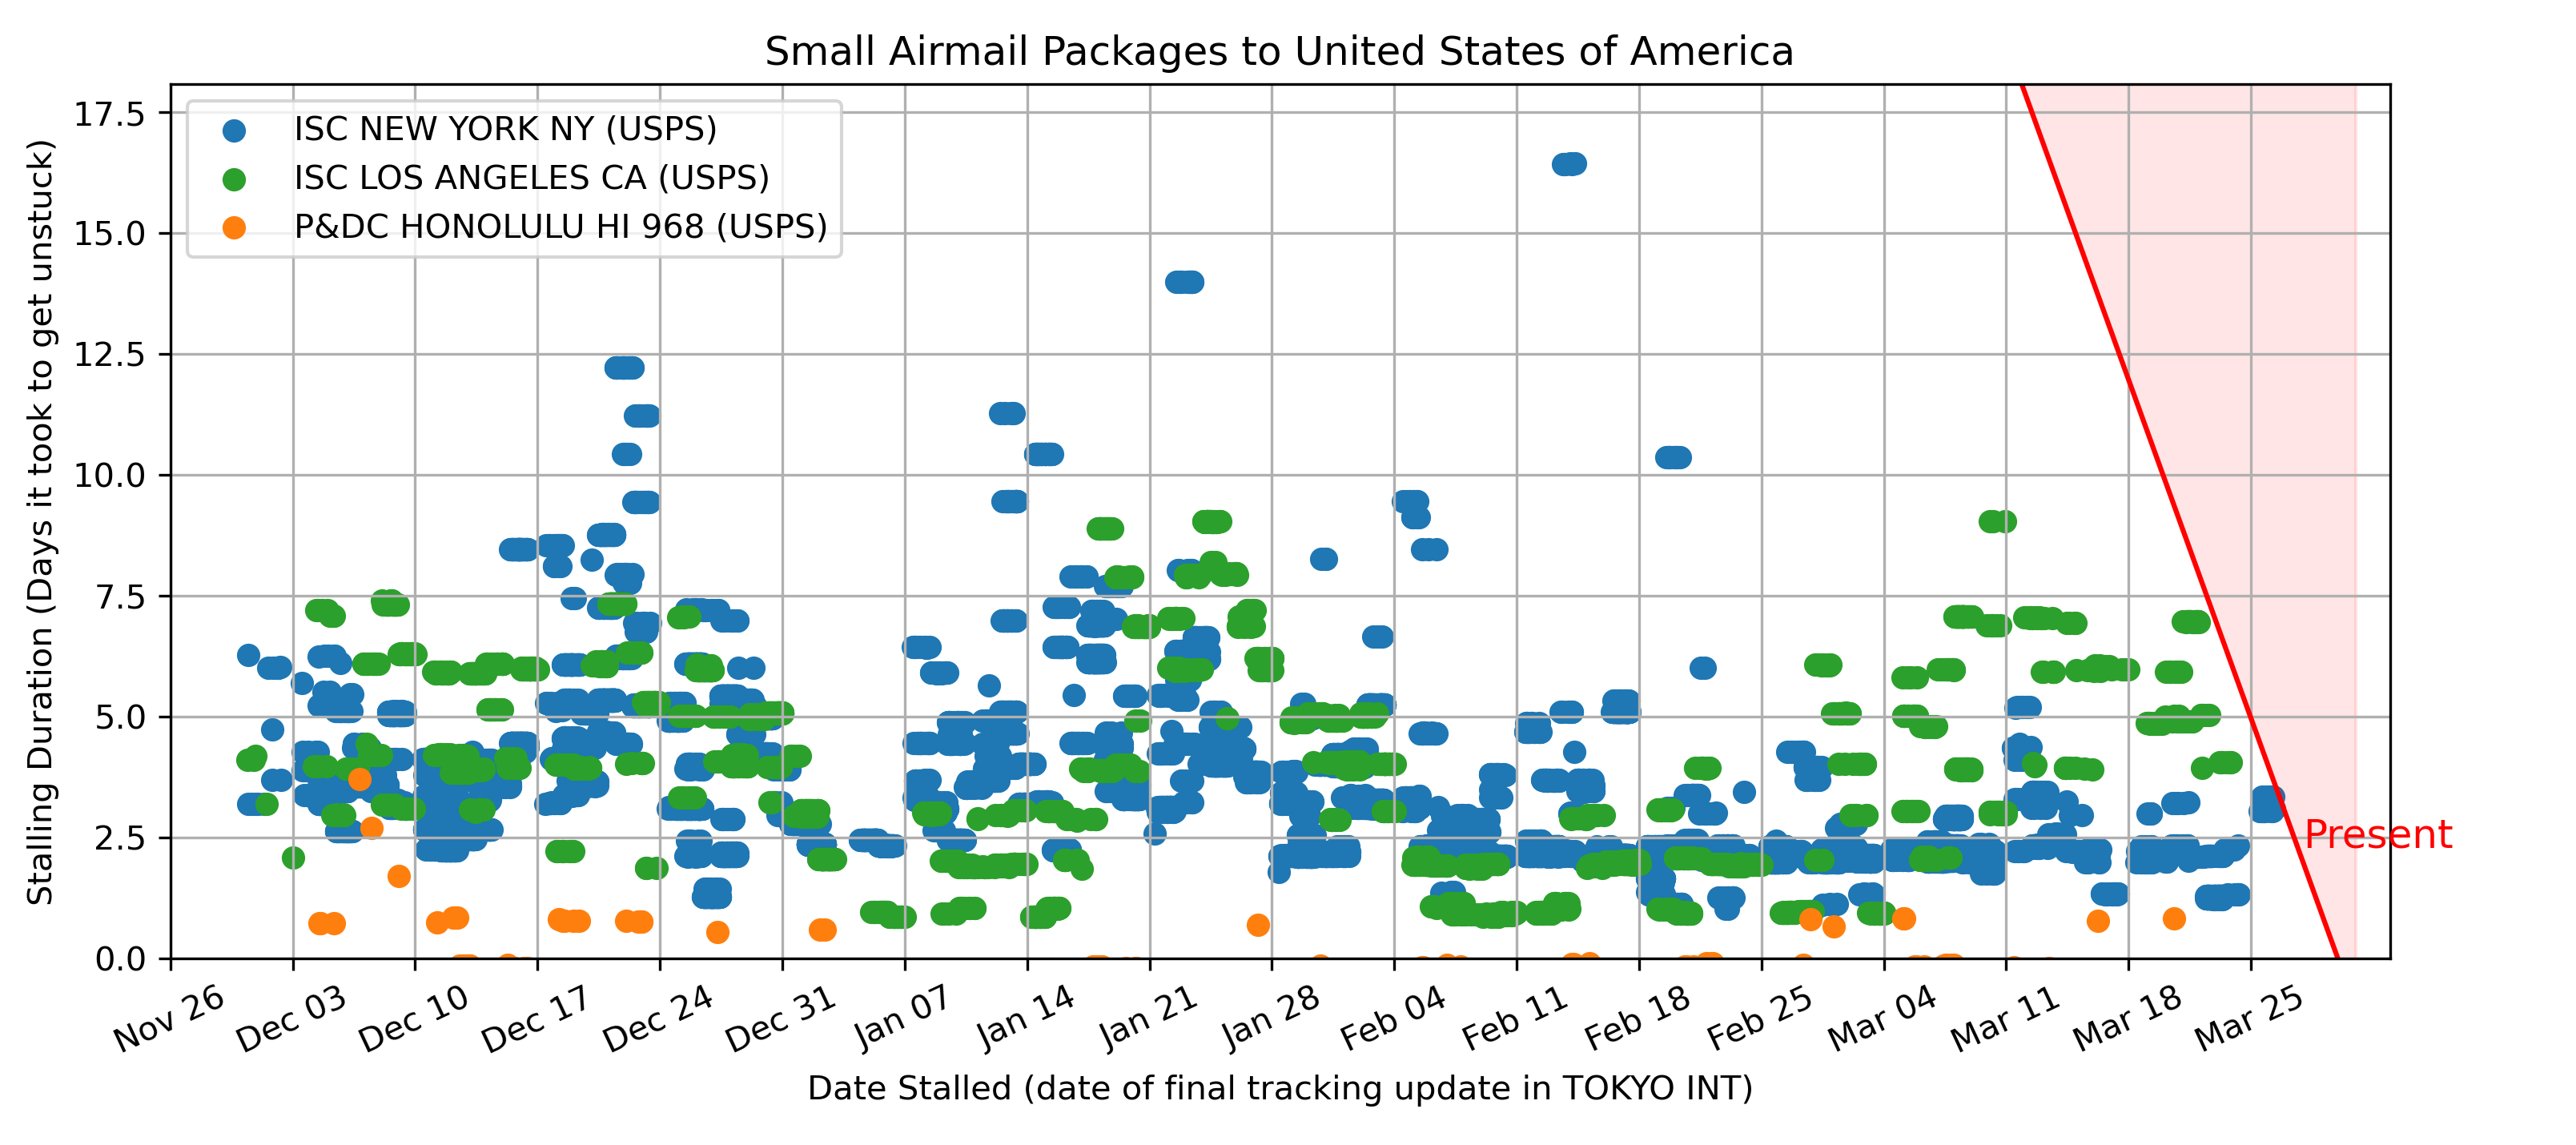 Small Airmail Packages to United States of America
17.5
15.0
12.5
10.0
7.5
5.0
2.5
0.0
Stalling Duration (Days it took to get unstuck)
ISC NEW YORK NY (USPS)
ISC LOS ANGELES CA (USPS)
P&DC HONOLULU HI 968 (USPS)
Present
Nov 26
Dec 03
Dec 10
Dec 17
Dec 24
Dec 31
Jan 07
Jan 14
Jan 21
Jan 28
Feb 04
Feb 11
Feb 18
Feb 25
Mar 04
Mar 11
Mar 18
Mar 25
Date Stalled (date of final tracking update in TOKYO INT)